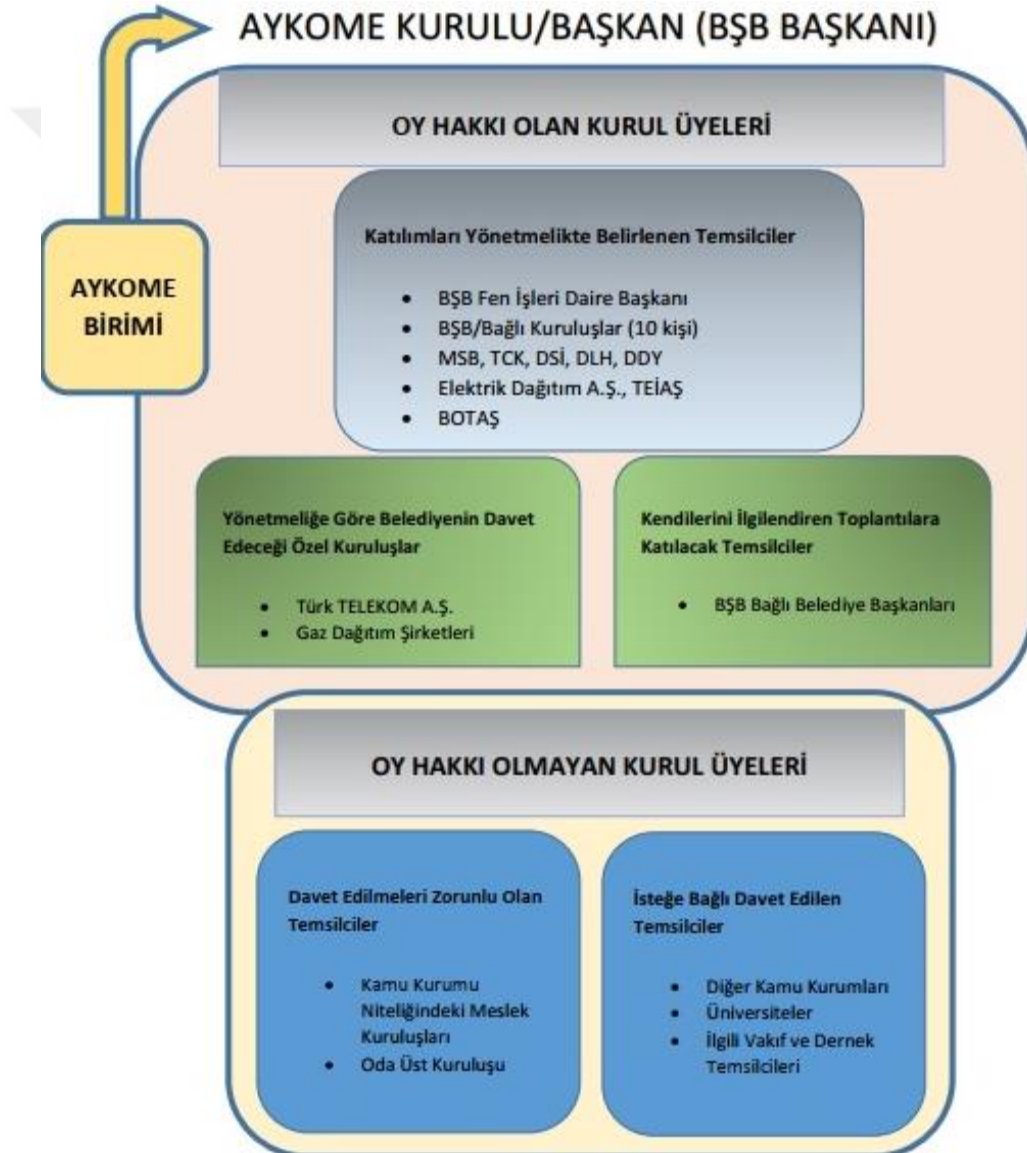 AYKOME KURULU/BAŞKAN (BŞB BAŞKANI)
OY HAKKI OLAN KURUL ÜYELERİ
AYKOME
BİRİMİ
Katılımları Yönetmelikte Belirlenen Temsilciler
• BŞB Fen İşleri Daire Başkanı
• BŞB/Bağlı Kuruluşlar (10 kişi)
• MSB, TCK, DSİ, DLH, DDY
• Elektrik Dağıtım A.Ş., TEİAŞ
• BOTAŞ
Yönetmeliğe Göre Belediyenin Davet
Edeceği Özel Kuruluşlar
• Türk TELEKOM A.Ş.
• Gaz Dağıtım Şirketleri
Kendilerini İlgilendiren Toplantılara
Katılacak Temsilciler
• BŞB Bağlı Belediye Başkanları
OY HAKKI OLMAYAN KURUL ÜYELERİ
Davet Edilmeleri Zorunlu Olan
Temsilciler
• Kamu Kurumu
Niteliğindeki Meslek
Kuruluşları
• Oda Üst Kuruluşu
İsteğe Bağlı Davet Edilen
Temsilciler
• Diğer Kamu Kurumları
• Üniversiteler
• İlgili Vakıf ve Dernek
Temsilcileri